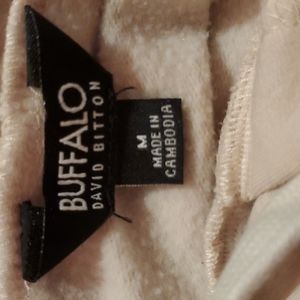 BUFFALO
DAVID BITTON
M
MADE IN
CAMBODIA